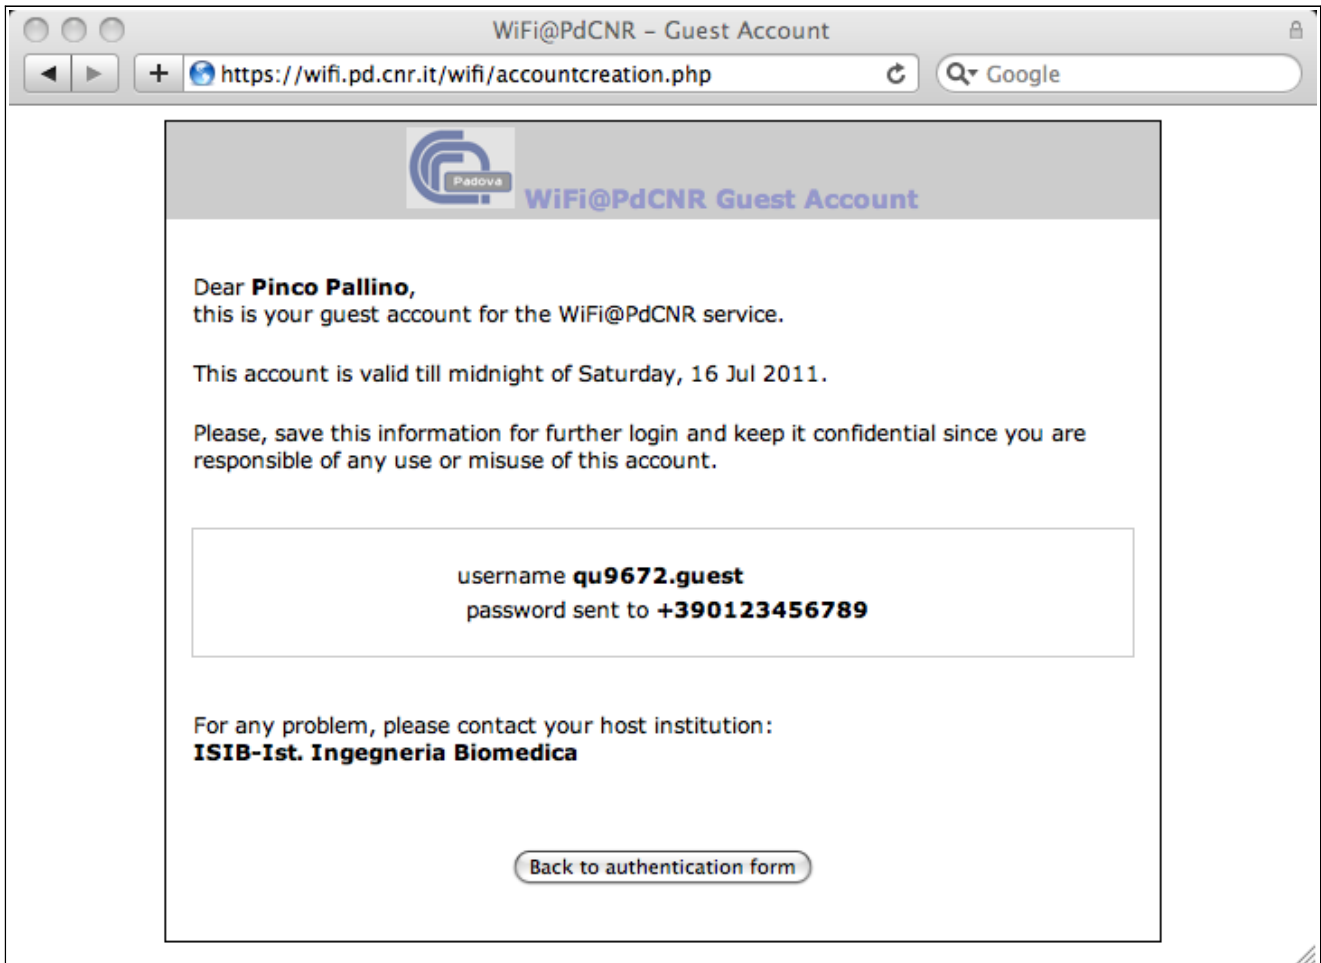 WiFi@PdCNR – Guest Account
https://wifi.pd.cnr.it/wifi/accountcreation.php
Google
Padova
WiFi@PdCNR Guest Account
Dear Pinco Pallino,
this is your guest account for the WiFi@PdCNR service.
This account is valid till midnight of Saturday, 16 Jul 2011.
Please, save this information for further login and keep it confidential since you are
responsible of any use or misuse of this account.
username qu9672.guest
password sent to +390123456789
For any problem, please contact your host institution:
ISIB-Ist. Ingegneria Biomedica
Back to authentication form